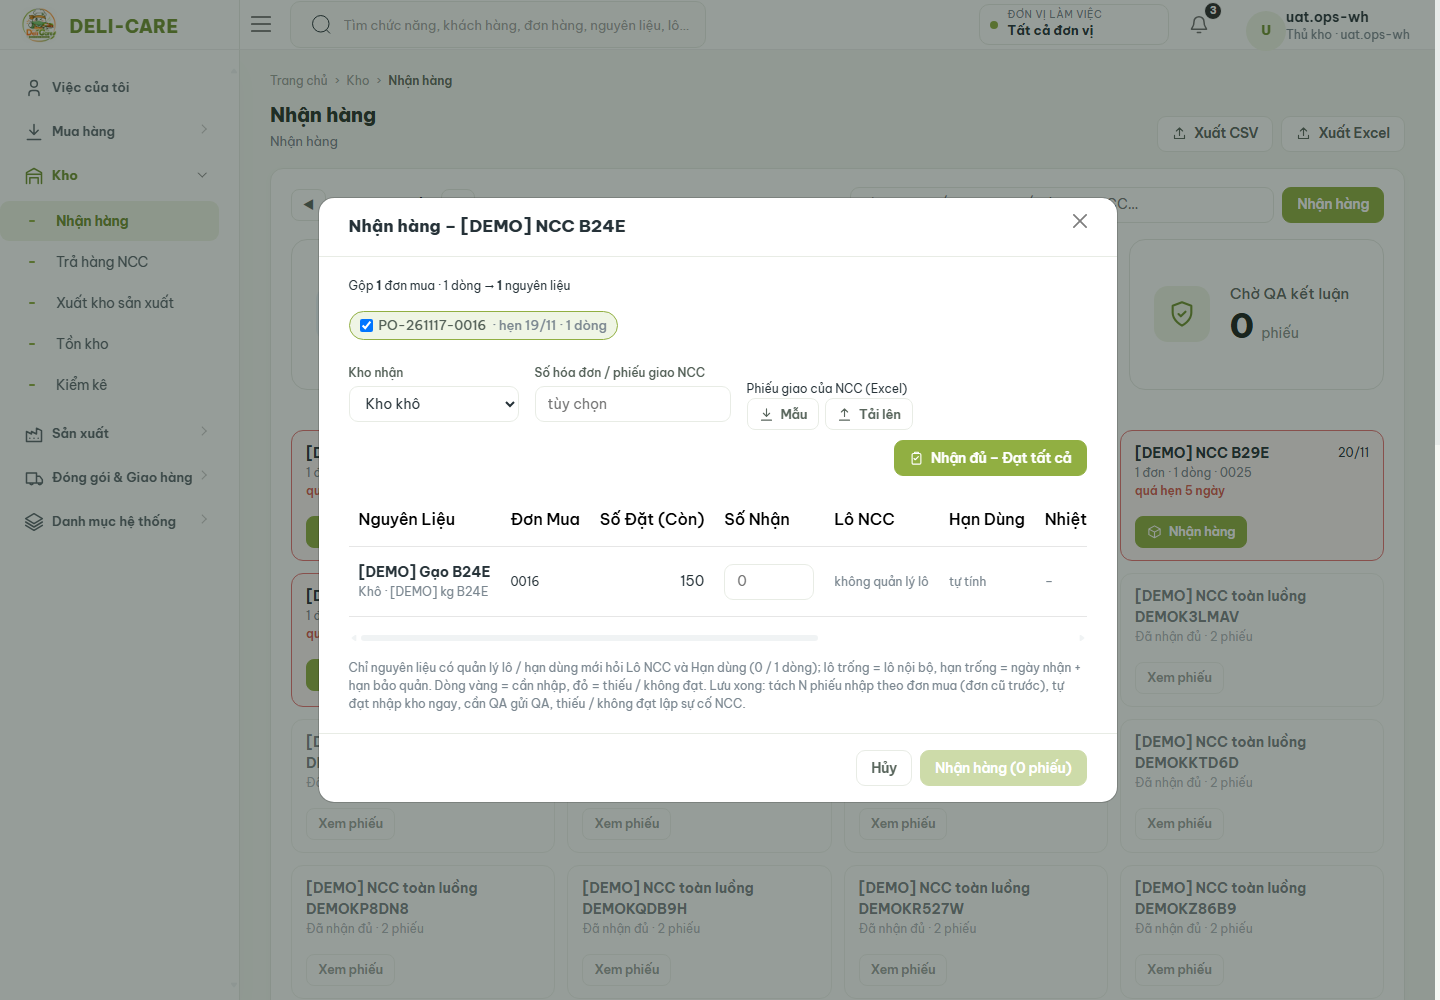 DELI-CARE
Tìm chức năng, khách hàng, đơn hàng, nguyên liệu, lô...
ĐƠN VỊ LÀM VIỆC
Tất cả đơn vị
3
U
uat.ops-wh
Thủ kho · uat.ops-wh
Việc của tôi
Mua hàng
Kho
Nhận hàng
Trả hàng NCC
Xuất kho sản xuất
Tồn kho
Kiểm kê
Sản xuất
Đóng gói & Giao hàng
Danh mục hệ thống
Trang chủ › Kho › Nhận hàng
Nhận hàng
Nhận hàng
Xuất CSV
Xuất Excel
CC...
Nhận hàng
Chờ QA kết luận
0 phiếu
Nhận hàng – [DEMO] NCC B24E
Gộp 1 đơn mua · 1 dòng → 1 nguyên liệu
PO-261117-0016 · hẹn 19/11 · 1 dòng
Kho nhận
Kho khô
Số hóa đơn / phiếu giao NCC
tùy chọn
Phiếu giao của NCC (Excel)
Mẫu
Tải lên
Nhận đủ – Đạt tất cả
Nguyên Liệu
Đơn Mua
Số Đặt (Còn)
Số Nhận
Lô NCC
Hạn Dùng
Nhiệt
[DEMO] Gạo B24E
Khô · [DEMO] kg B24E
0016
150
0
không quản lý lô
tự tính
–
Chỉ nguyên liệu có quản lý lô / hạn dùng mới hỏi Lô NCC và Hạn dùng (0 / 1 dòng); lô trống = lô nội bộ, hạn trống = ngày nhận +
hạn bảo quản. Dòng vàng = cần nhập, đỏ = thiếu / không đạt. Lưu xong: tách N phiếu nhập theo đơn mua (đơn cũ trước), tự
đạt nhập kho ngay, cần QA gửi QA, thiếu / không đạt lập sự cố NCC.
Hủy
Nhận hàng (0 phiếu)
[DEMO] NCC B29E
20/11
1 đơn · 1 dòng · 0025
quá hẹn 5 ngày
Nhận hàng
[DEMO] NCC toàn luồng
DEMOK3LMAV
Đã nhận đủ · 2 phiếu
Xem phiếu
[DEMO] NCC toàn luồng
DEMOKKTD6D
Đã nhận đủ · 2 phiếu
Xem phiếu
Xem phiếu
Xem phiếu
Xem phiếu
[DEMO] NCC toàn luồng
DEMOKP8DN8
Đã nhận đủ · 2 phiếu
Xem phiếu
[DEMO] NCC toàn luồng
DEMOKQDB9H
Đã nhận đủ · 2 phiếu
Xem phiếu
[DEMO] NCC toàn luồng
DEMOKR527W
Đã nhận đủ · 2 phiếu
Xem phiếu
[DEMO] NCC toàn luồng
DEMOKZ86B9
Đã nhận đủ · 2 phiếu
Xem phiếu